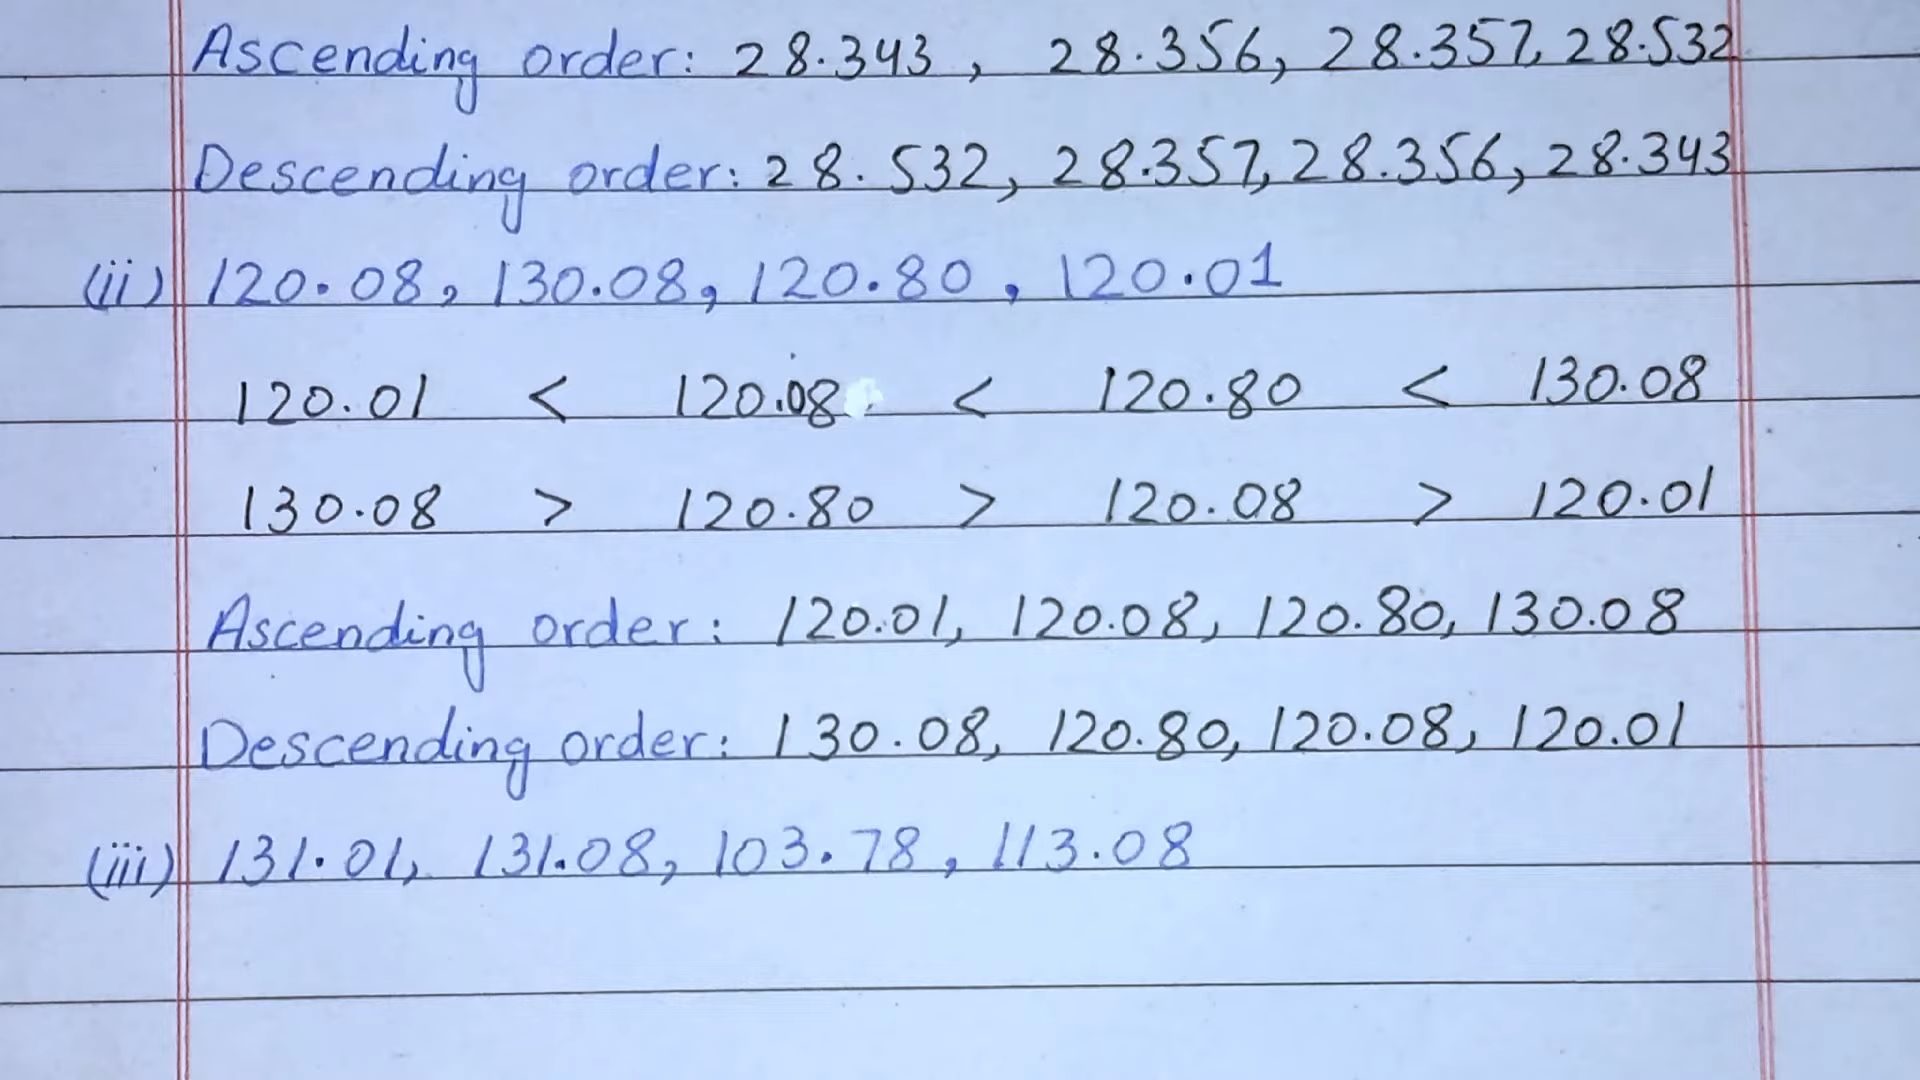 Ascending order: 28.343, 28.356, 28.357, 28.532
Descending order: 28.532, 28.357, 28.356, 28.343
(ii) 120.08, 130.08, 120.80, 120.01
120.01 < 120.08 < 120.80 < 130.08
130.08 > 120.80 > 120.08 > 120.01
Ascending order: 120.01, 120.08, 120.80, 130.08
Descending order: 130.08, 120.80, 120.08, 120.01
(iii) 131.01, 131.08, 103.78, 113.08